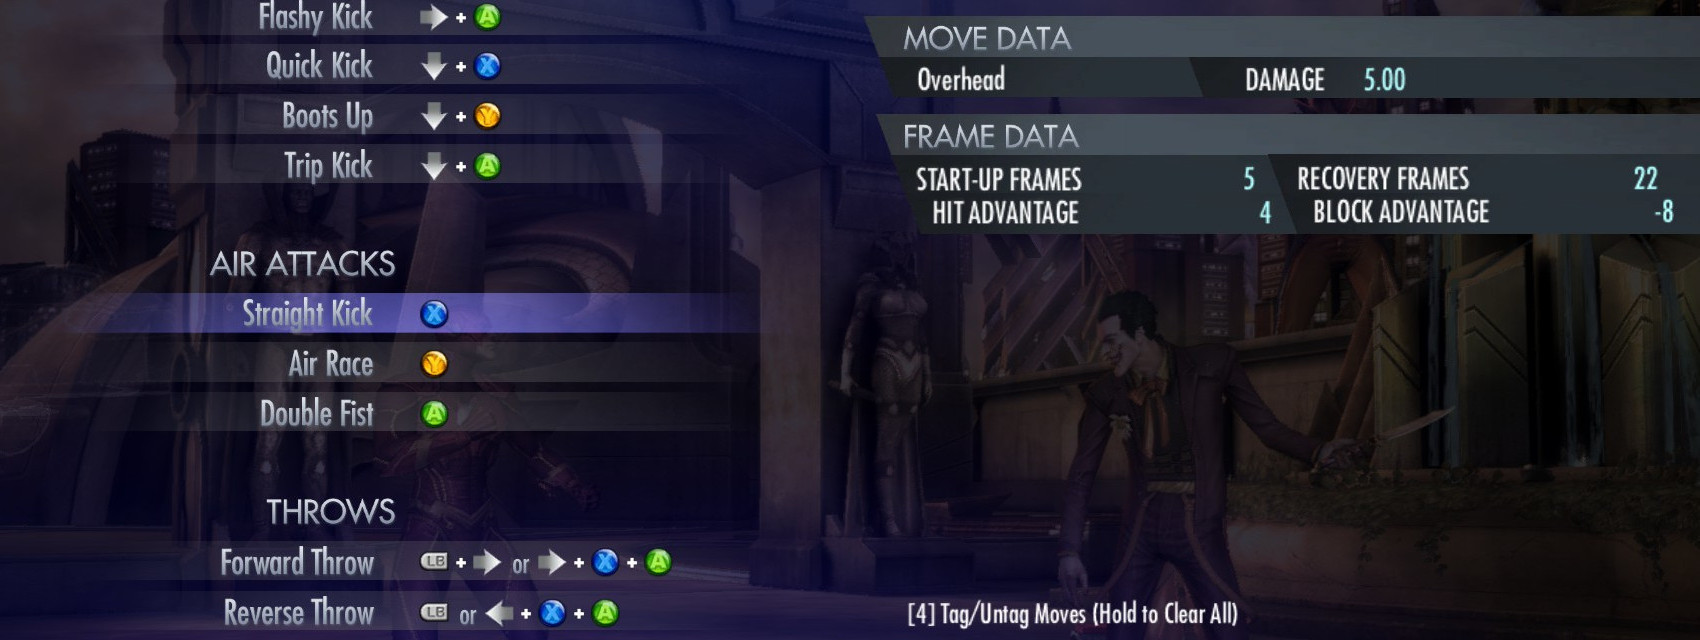 Flashy Kick + A
Quick Kick + X
Boots Up + Y
Trip Kick + A
AIR ATTACKS
Straight Kick X
Air Race Y
Double Fist A
THROWS
Forward Throw LB + or + X + A
Reverse Throw LB or + X + A
MOVE DATA
Overhead DAMAGE 5.00
FRAME DATA
START-UP FRAMES 5 RECOVERY FRAMES 22
HIT ADVANTAGE 4 BLOCK ADVANTAGE -8
[4] Tag/Untag Moves (Hold to Clear All)